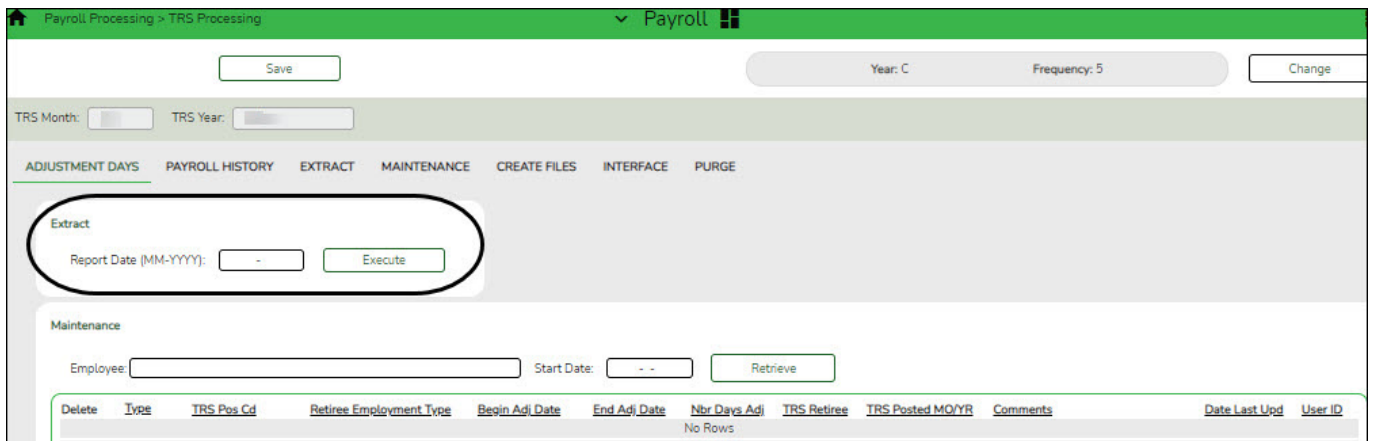 Payroll Processing > TRS Processing Payroll
Save Year: C Frequency: 5 Change
TRS Month: TRS Year:
ADJUSTMENT DAYS PAYROLL HISTORY EXTRACT MAINTENANCE CREATE FILES INTERFACE PURGE
Extract
Report Date (MM-YYYY): - Execute
Maintenance
Employee: Start Date: - - Retrieve
Delete Type TRS Pos Cd Retiree Employment Type Begin Adj Date End Adj Date Nbr Days Adj TRS Retiree TRS Posted MO/YR Comments Date Last Upd User ID
No Rows